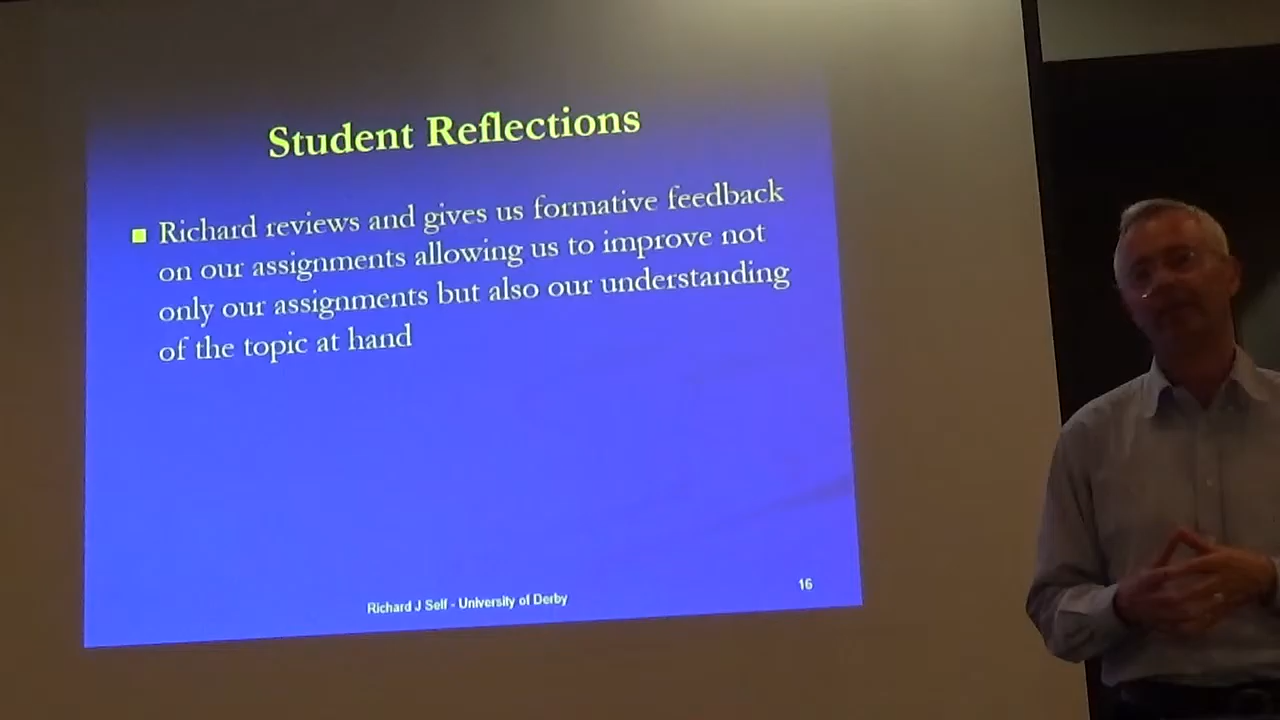 Student Reflections
Richard reviews and gives us formative feedback
on our assignments allowing us to improve not
only our assignments but also our understanding
of the topic at hand
Richard J Self - University of Derby
16